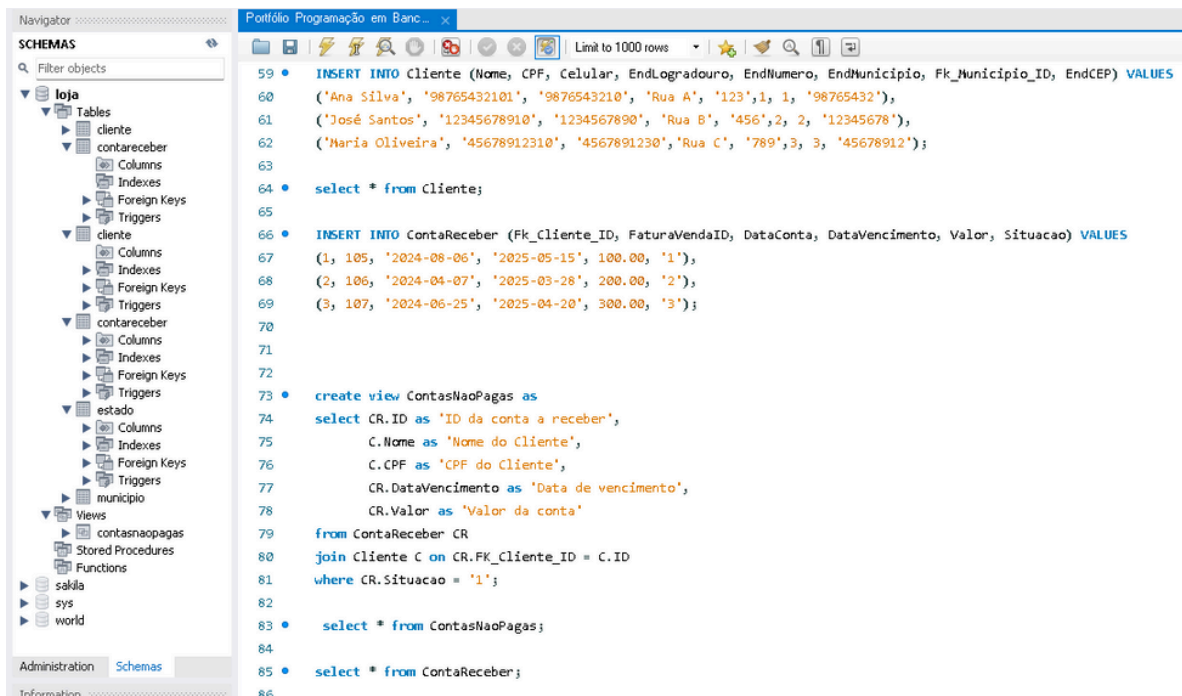 Navigator
SCHEMAS
Filter objects
loja
Tables
cliente
contareceber
Columns
Indexes
Foreign Keys
Triggers
cliente
Columns
Indexes
Foreign Keys
Triggers
contareceber
Columns
Indexes
Foreign Keys
Triggers
estado
Columns
Indexes
Foreign Keys
Triggers
municipio
Views
contasnaopagas
Stored Procedures
Functions
sakila
sys
world
Administration Schemas
Information
Portfólio Programação em Banc...
Limit to 1000 rows
59 INSERT INTO Cliente (Nome, CPF, Celular, EndLogradouro, EndNumero, EndMunicipio, Fk_Municipio_ID, EndCEP) VALUES
60 ('Ana Silva', '98765432101', '9876543210', 'Rua A', '123',1, 1, '98765432'),
61 ('José Santos', '12345678910', '1234567890', 'Rua B', '456',2, 2, '12345678'),
62 ('Maria Oliveira', '45678912310', '4567891230','Rua C', '789',3, 3, '45678912');
63
64 select * from Cliente;
65
66 INSERT INTO ContaReceber (Fk_Cliente_ID, FaturaVendaID, DataConta, DataVencimento, Valor, Situacao) VALUES
67 (1, 105, '2024-08-06', '2025-05-15', 100.00, '1'),
68 (2, 106, '2024-04-07', '2025-03-28', 200.00, '2'),
69 (3, 107, '2024-06-25', '2025-04-20', 300.00, '3');
70
71
72
73 create view ContasNaoPagas as
74 select CR.ID as 'ID da conta a receber',
75 C.Nome as 'Nome do Cliente',
76 C.CPF as 'CPF do Cliente',
77 CR.DataVencimento as 'Data de vencimento',
78 CR.Valor as 'Valor da conta'
79 from ContaReceber CR
80 join Cliente C on CR.FK_Cliente_ID = C.ID
81 where CR.Situacao = '1';
82
83 select * from ContasNaoPagas;
84
85 select * from ContaReceber;
86